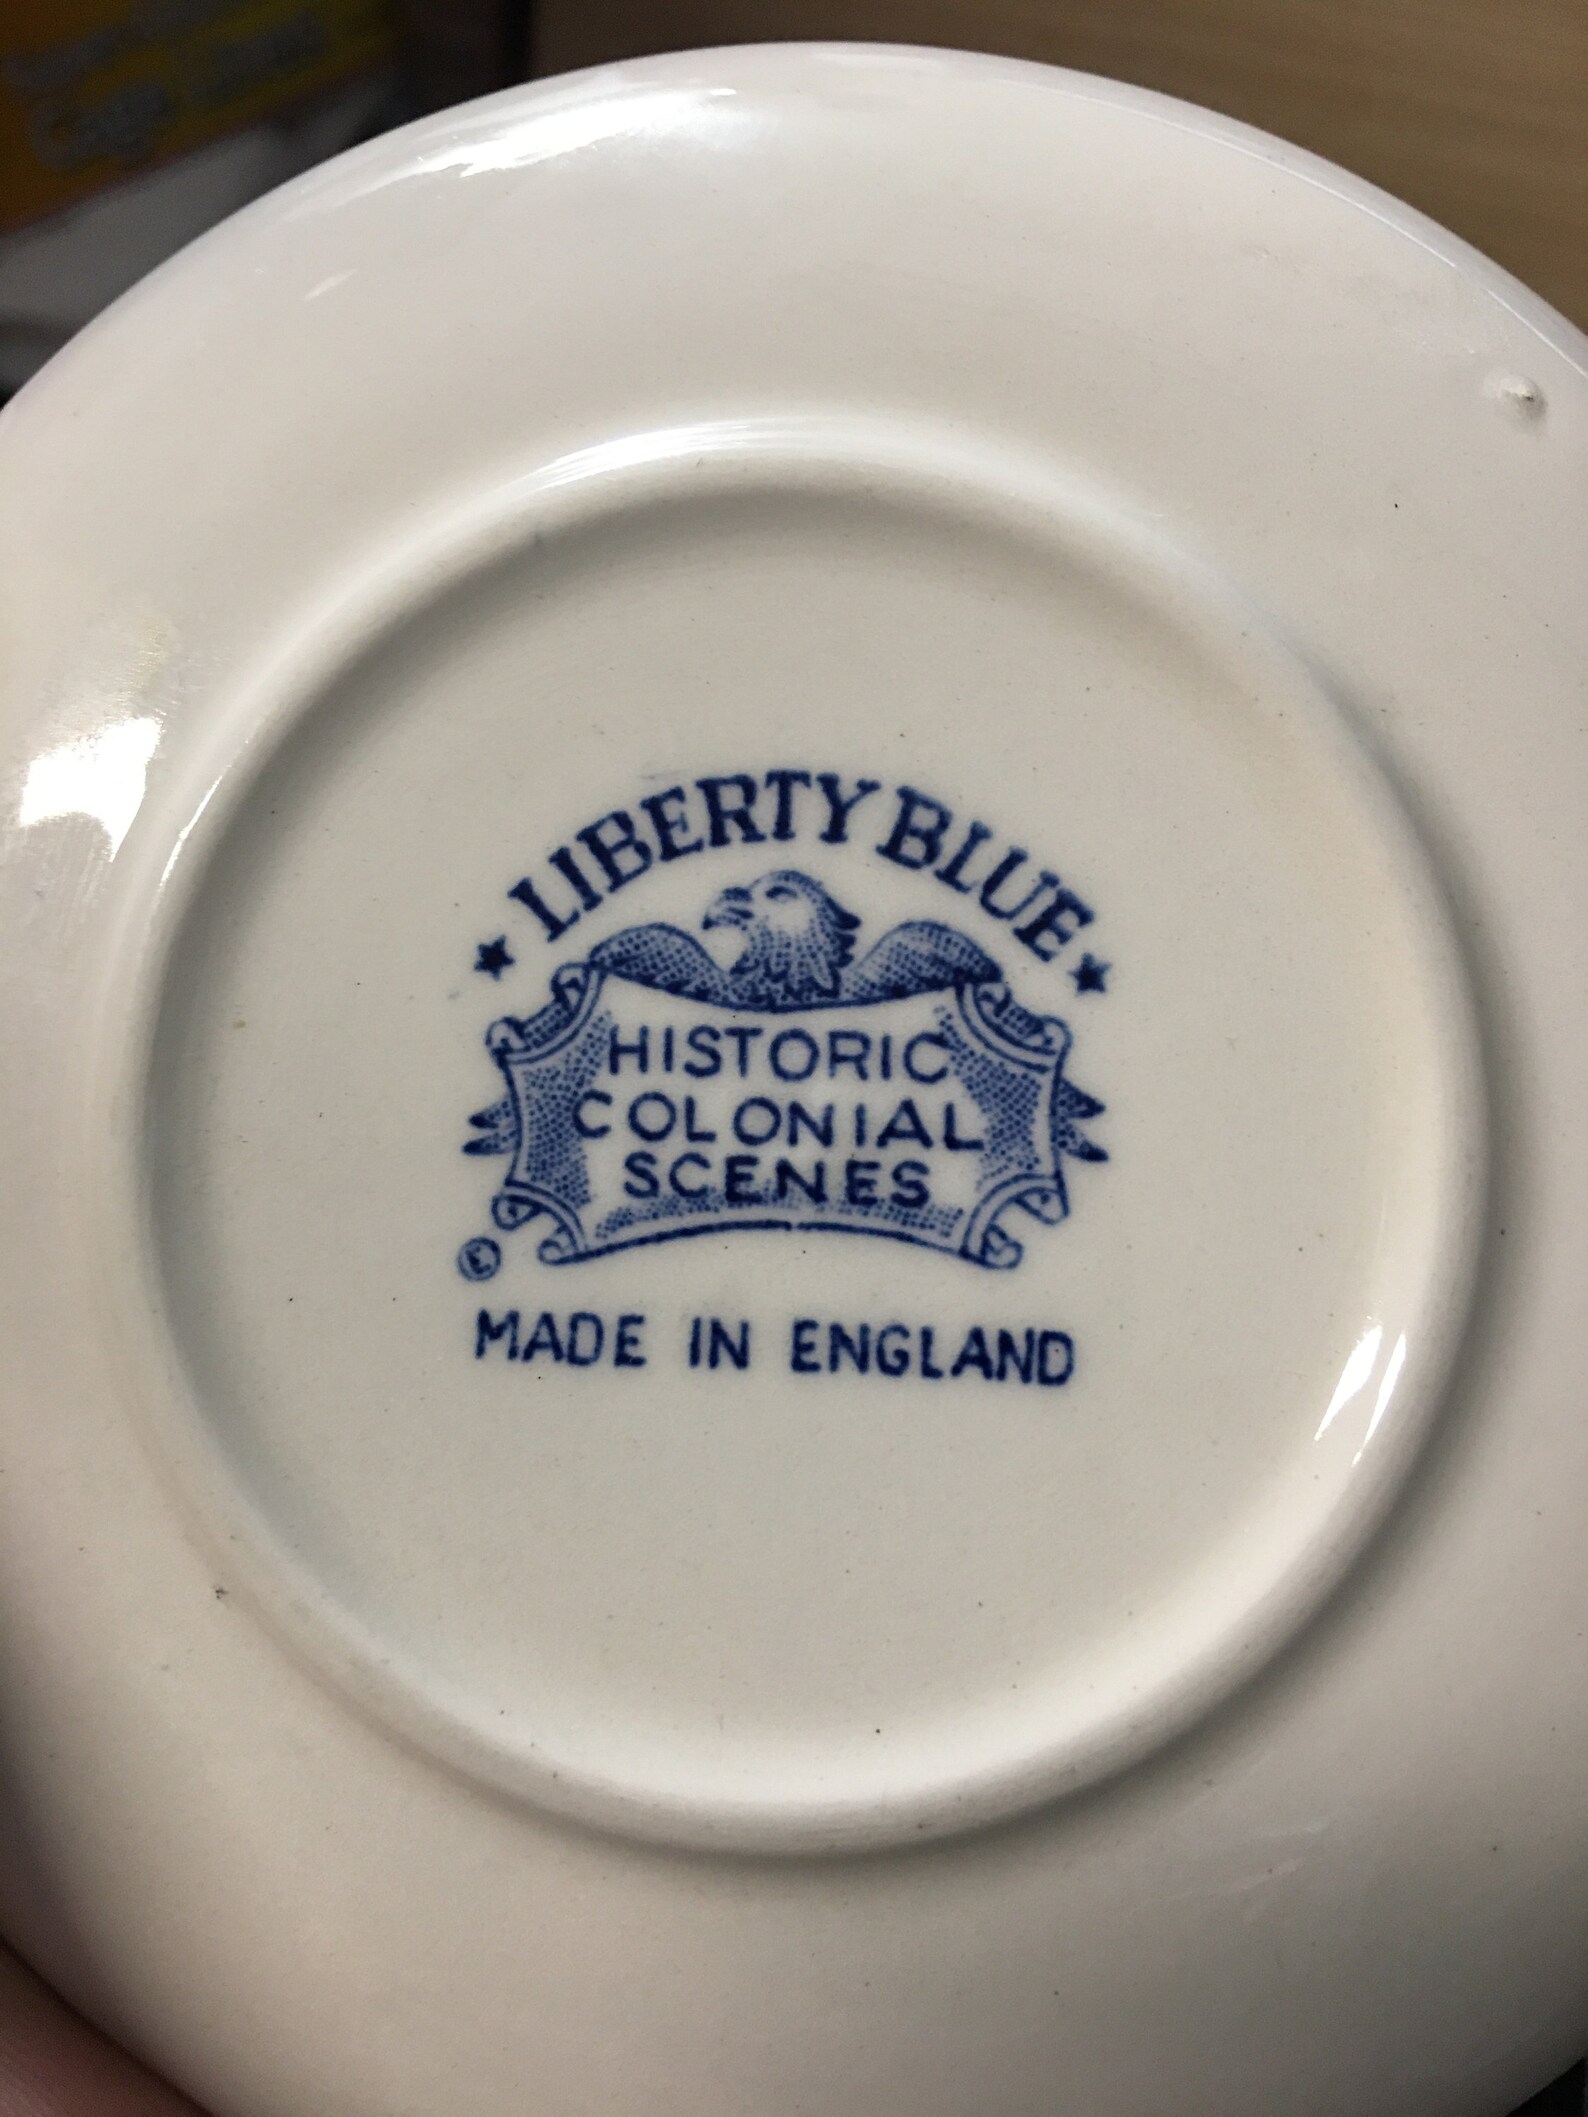 ★ LIBERTY BLUE ★
HISTORIC
COLONIAL
SCENES
Ⓔ
MADE IN ENGLAND